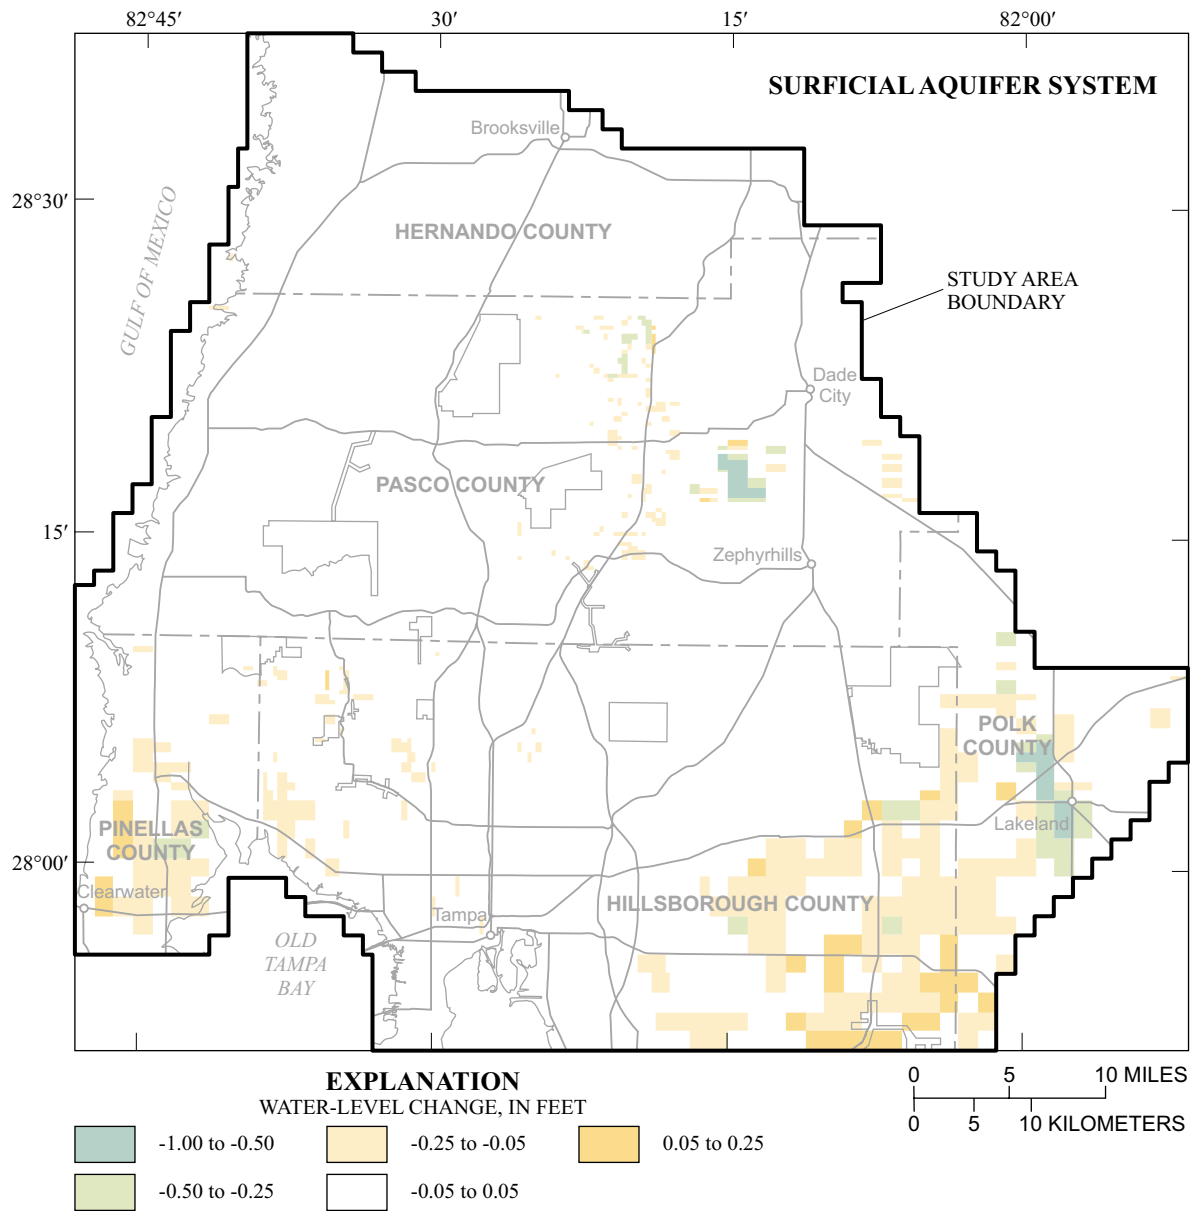 82°45′ 30′ 15′ 82°00′
SURFICIAL AQUIFER SYSTEM
Brooksville
28°30′
GULF OF MEXICO
HERNANDO COUNTY
STUDY AREA
BOUNDARY
Dade
City
PASCO COUNTY
15′
Zephyrhills
POLK
COUNTY
PINELLAS
COUNTY
Lakeland
28°00′
Clearwater
HILLSBOROUGH COUNTY
Tampa
OLD
TAMPA
BAY
EXPLANATION
WATER-LEVEL CHANGE, IN FEET
0 5 10 MILES
0 5 10 KILOMETERS
-1.00 to -0.50
-0.25 to -0.05
0.05 to 0.25
-0.50 to -0.25
-0.05 to 0.05